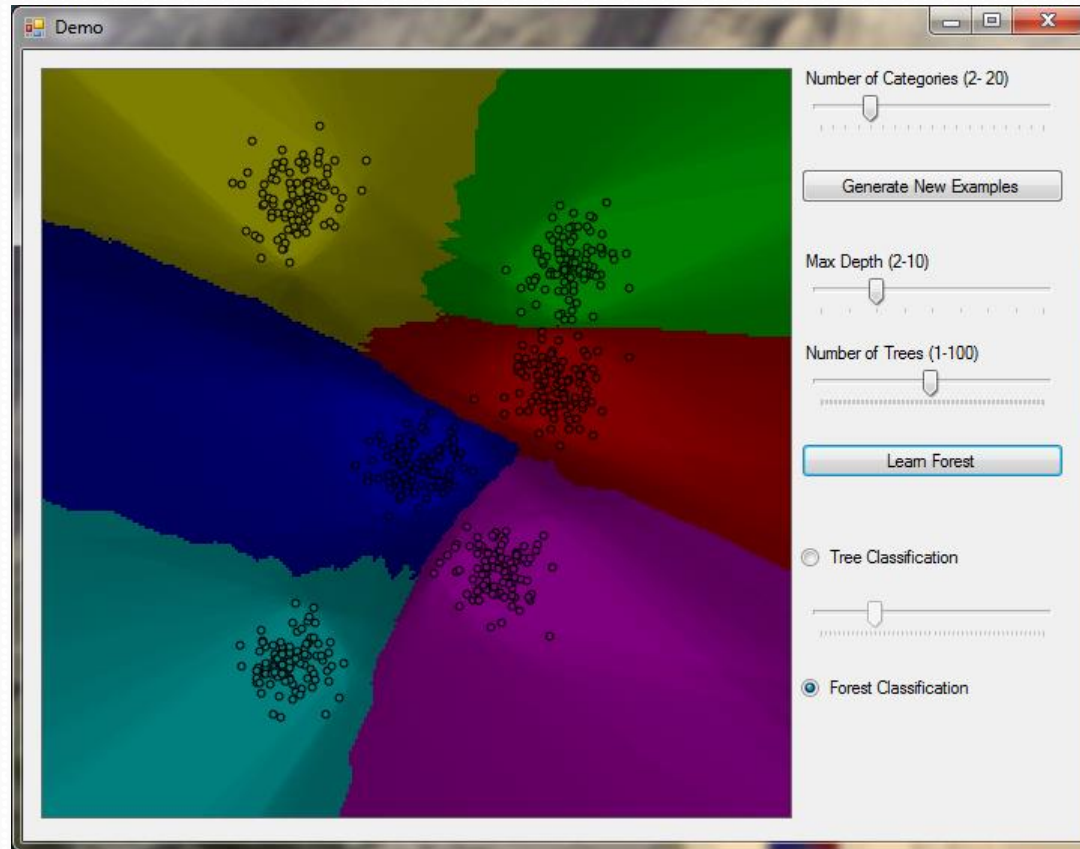 Demo
Number of Categories (2- 20)
Generate New Examples
Max Depth (2-10)
Number of Trees (1-100)
Learn Forest
Tree Classification
Forest Classification